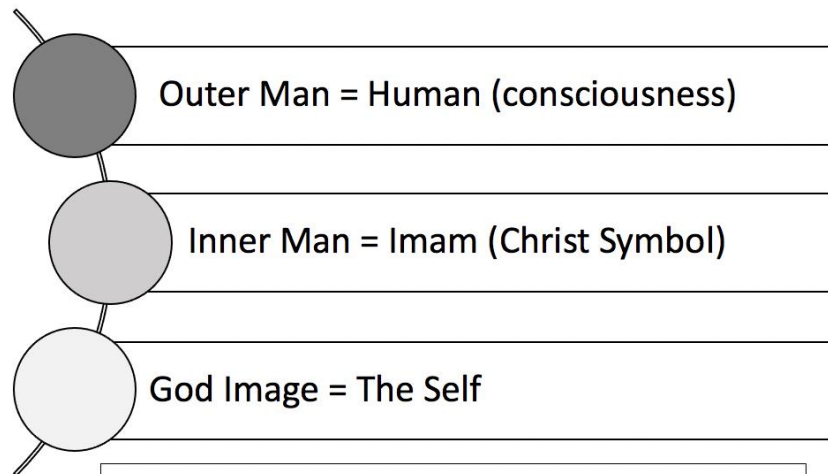 Outer Man = Human (consciousness)
Inner Man = Imam (Christ Symbol)
God Image = The Self